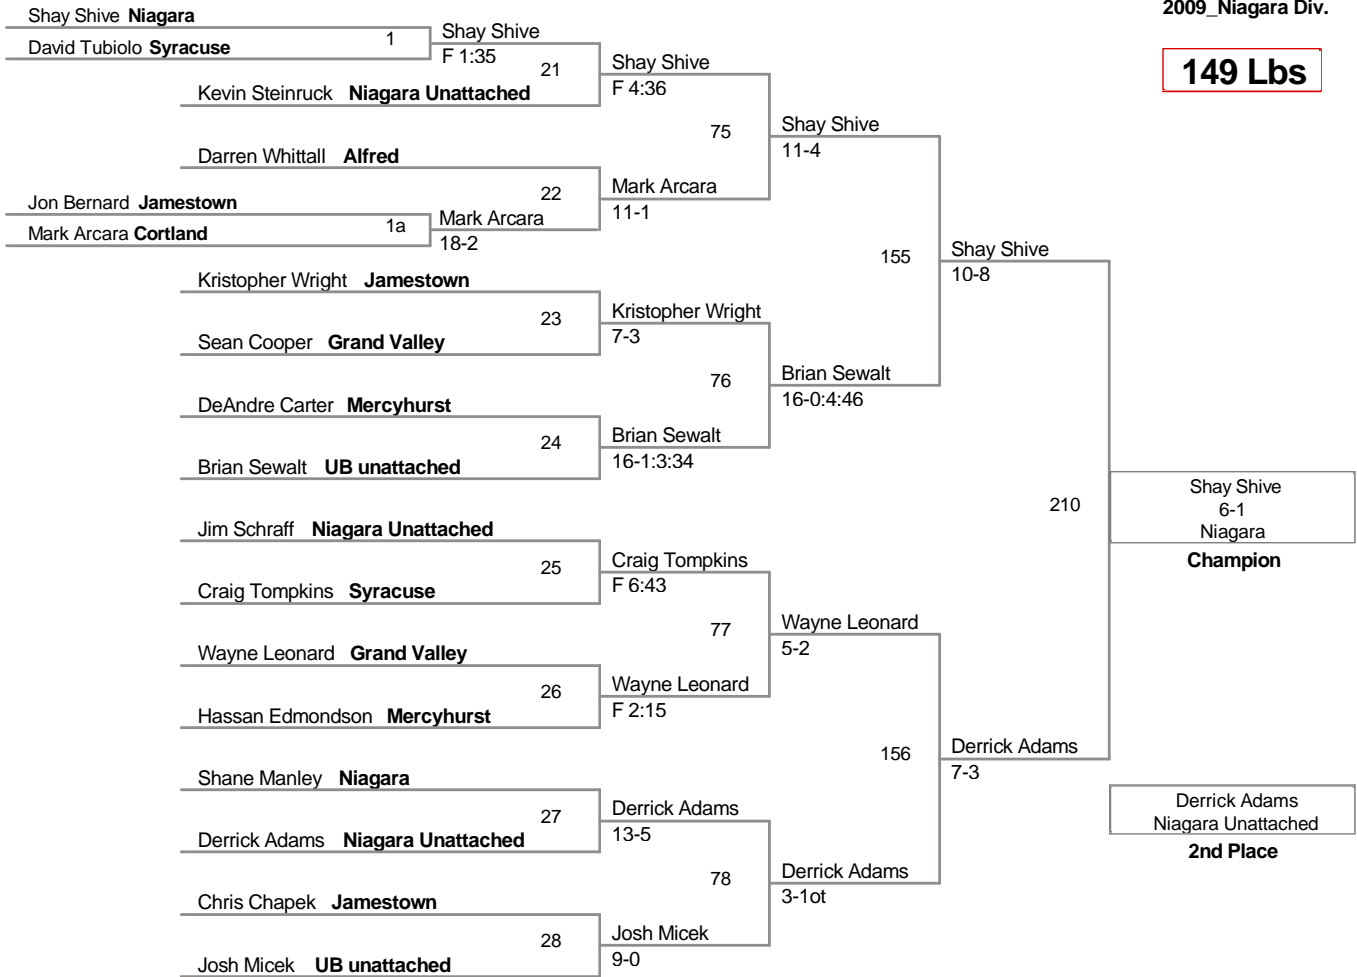 2009_Niagara Div.
149 Lbs
Shay Shive Niagara
David Tubiolo Syracuse
1
Shay Shive
F 1:35
Kevin Steinruck Niagara Unattached
21
Shay Shive
F 4:36
Darren Whittall Alfred
Jon Bernard Jamestown
Mark Arcara Cortland
1a
Mark Arcara
18-2
22
Mark Arcara
11-1
75
Shay Shive
11-4
Kristopher Wright Jamestown
Sean Cooper Grand Valley
23
Kristopher Wright
7-3
DeAndre Carter Mercyhurst
Brian Sewalt UB unattached
24
Brian Sewalt
16-1:3:34
76
Brian Sewalt
16-0:4:46
155
Shay Shive
10-8
Jim Schraff Niagara Unattached
Craig Tompkins Syracuse
25
Craig Tompkins
F 6:43
Wayne Leonard Grand Valley
Hassan Edmondson Mercyhurst
26
Wayne Leonard
F 2:15
77
Wayne Leonard
5-2
Shane Manley Niagara
Derrick Adams Niagara Unattached
27
Derrick Adams
13-5
Chris Chapek Jamestown
Josh Micek UB unattached
28
Josh Micek
9-0
78
Derrick Adams
3-1ot
156
Derrick Adams
7-3
210
Shay Shive
6-1
Niagara
Champion
Derrick Adams
Niagara Unattached
2nd Place